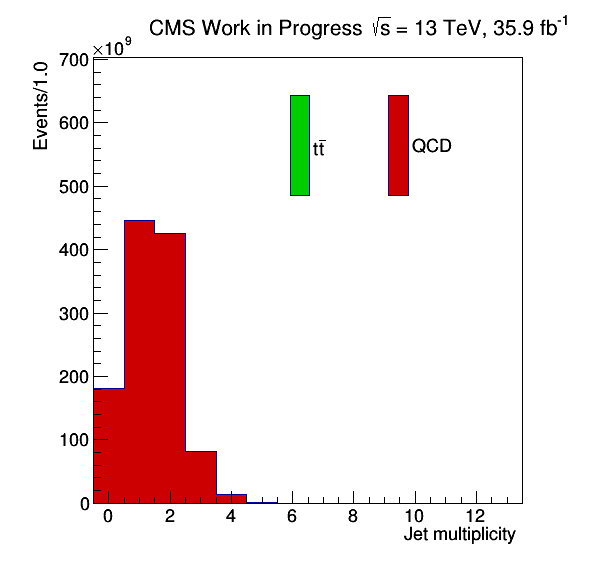 CMS Work in Progress √s = 13 TeV, 35.9 fb⁻¹
×10⁹
Events/1.0
700
600
500
400
300
200
100
0
tt̅
QCD
0 2 4 6 8 10 12
Jet multiplicity